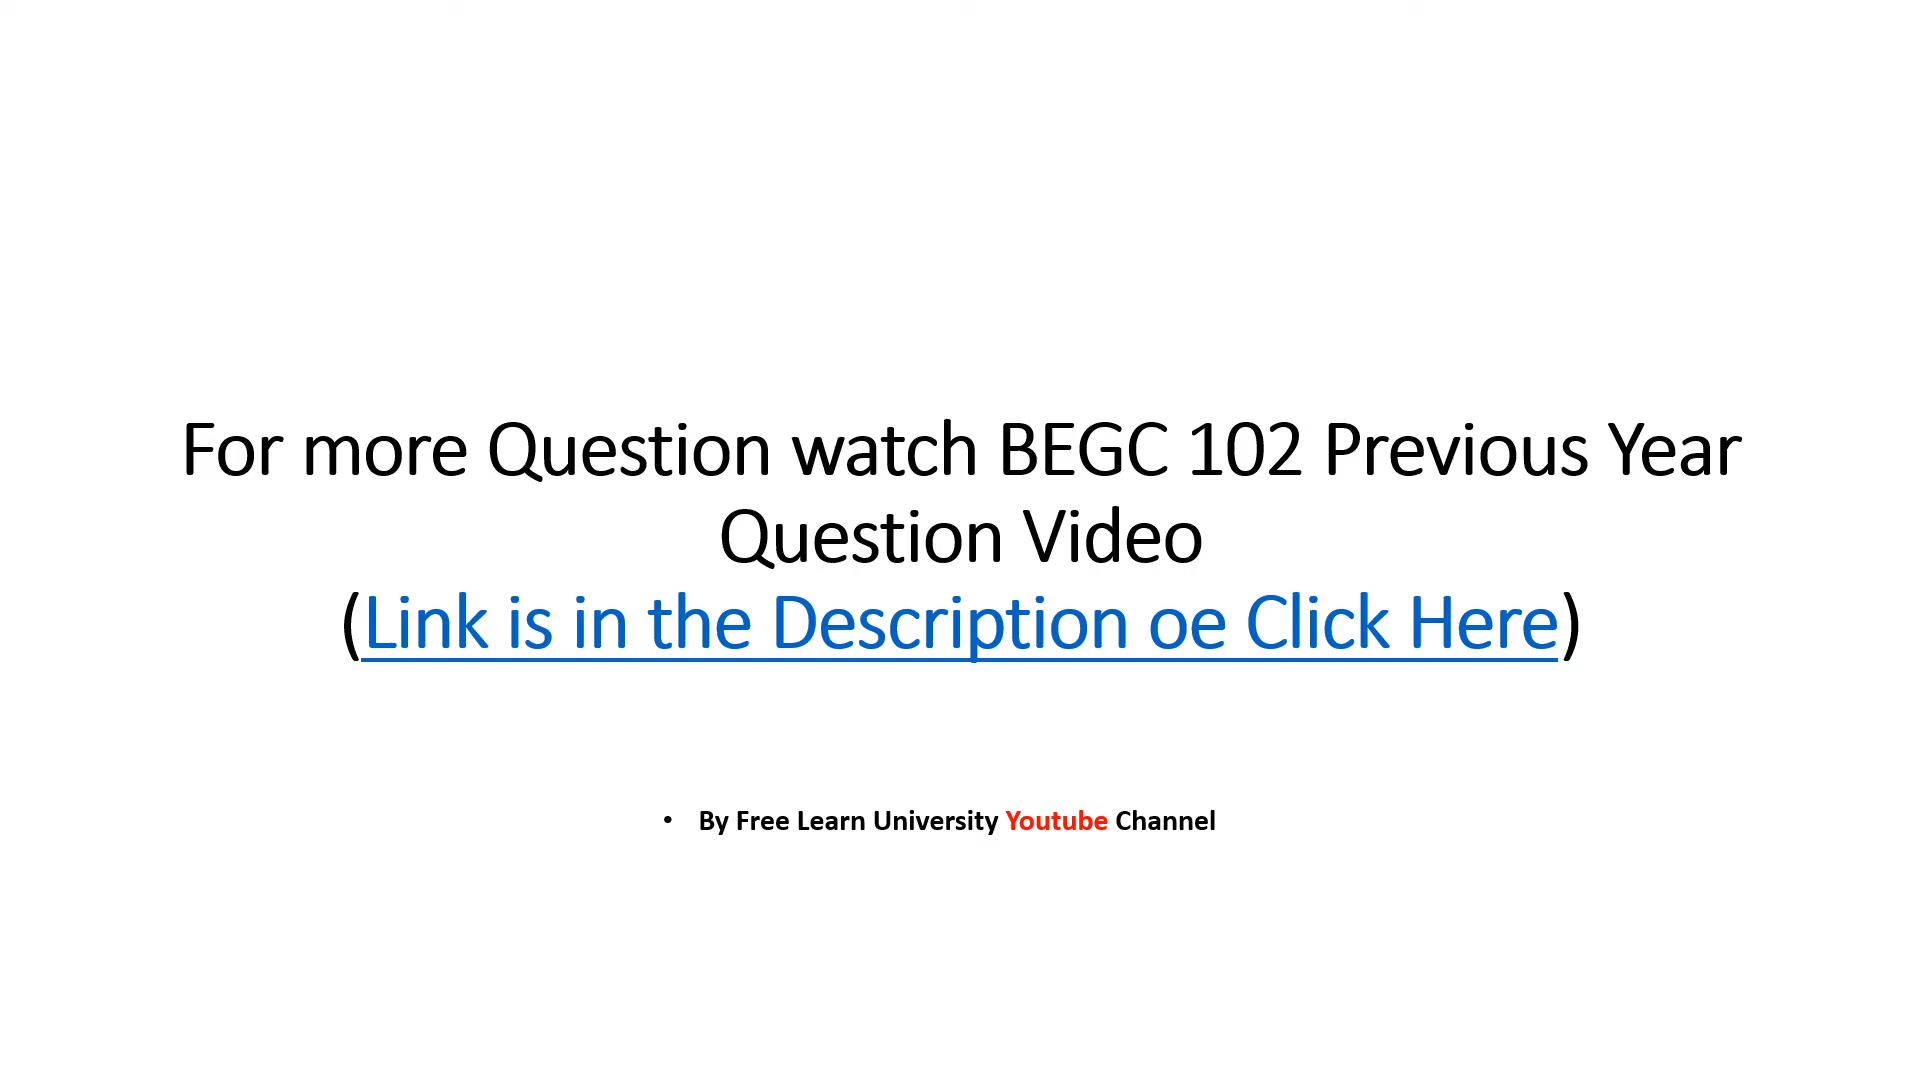 For more Question watch BEGC 102 Previous Year
Question Video
(Link is in the Description oe Click Here)
• By Free Learn University Youtube Channel